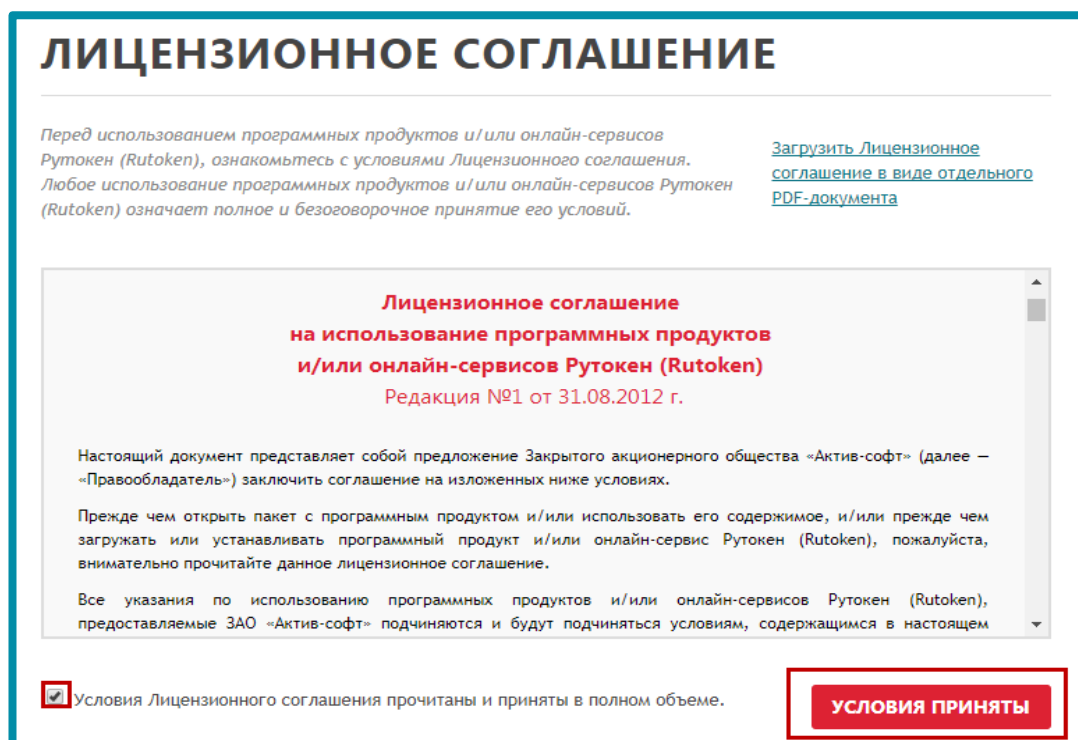 ЛИЦЕНЗИОННОЕ СОГЛАШЕНИЕ
Перед использованием программных продуктов и/или онлайн-сервисов
Рутокен (Rutoken), ознакомьтесь с условиями Лицензионного соглашения.
Любое использование программных продуктов и/или онлайн-сервисов Рутокен
(Rutoken) означает полное и безоговорочное принятие его условий.
Загрузить Лицензионное
соглашение в виде отдельного
PDF-документа
Лицензионное соглашение
на использование программных продуктов
и/или онлайн-сервисов Рутокен (Rutoken)
Редакция №1 от 31.08.2012 г.
Настоящий документ представляет собой предложение Закрытого акционерного общества «Актив-софт» (далее —
«Правообладатель») заключить соглашение на изложенных ниже условиях.
Прежде чем открыть пакет с программным продуктом и/или использовать его содержимое, и/или прежде чем
загружать или устанавливать программный продукт и/или онлайн-сервис Рутокен (Rutoken), пожалуйста,
внимательно прочитайте данное лицензионное соглашение.
Все указания по использованию программных продуктов и/или онлайн-сервисов Рутокен (Rutoken),
предоставляемые ЗАО «Актив-софт» подчиняются и будут подчиняться условиям, содержащимся в настоящем
Условия Лицензионного соглашения прочитаны и приняты в полном объеме.
УСЛОВИЯ ПРИНЯТЫ